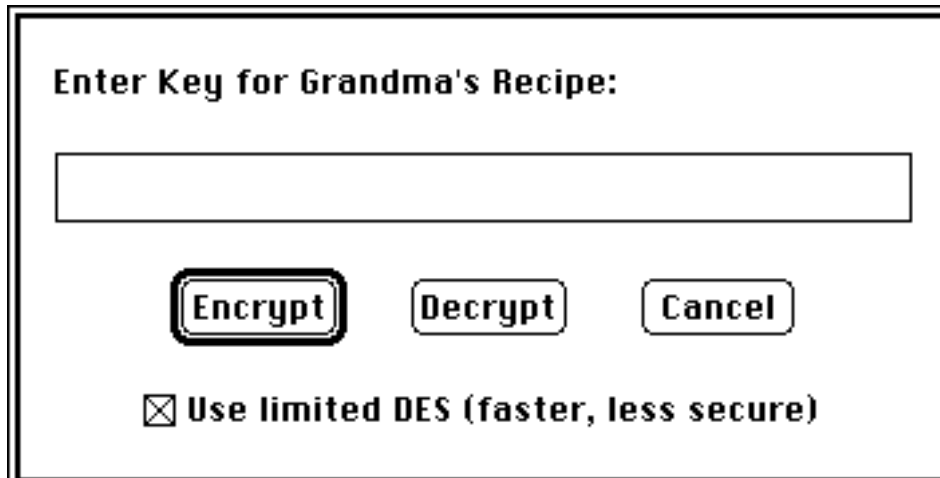 Enter Key for Grandma's Recipe:
Encrypt Decrypt Cancel
Use limited DES (faster, less secure)